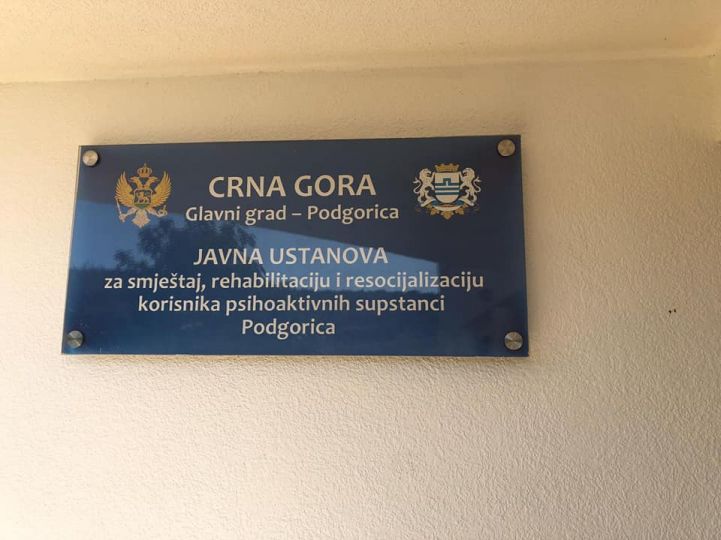 CRNA GORA
Glavni grad – Podgorica
JAVNA USTANOVA
za smještaj, rehabilitaciju i resocijalizaciju
korisnika psihoaktivnih supstanci
Podgorica